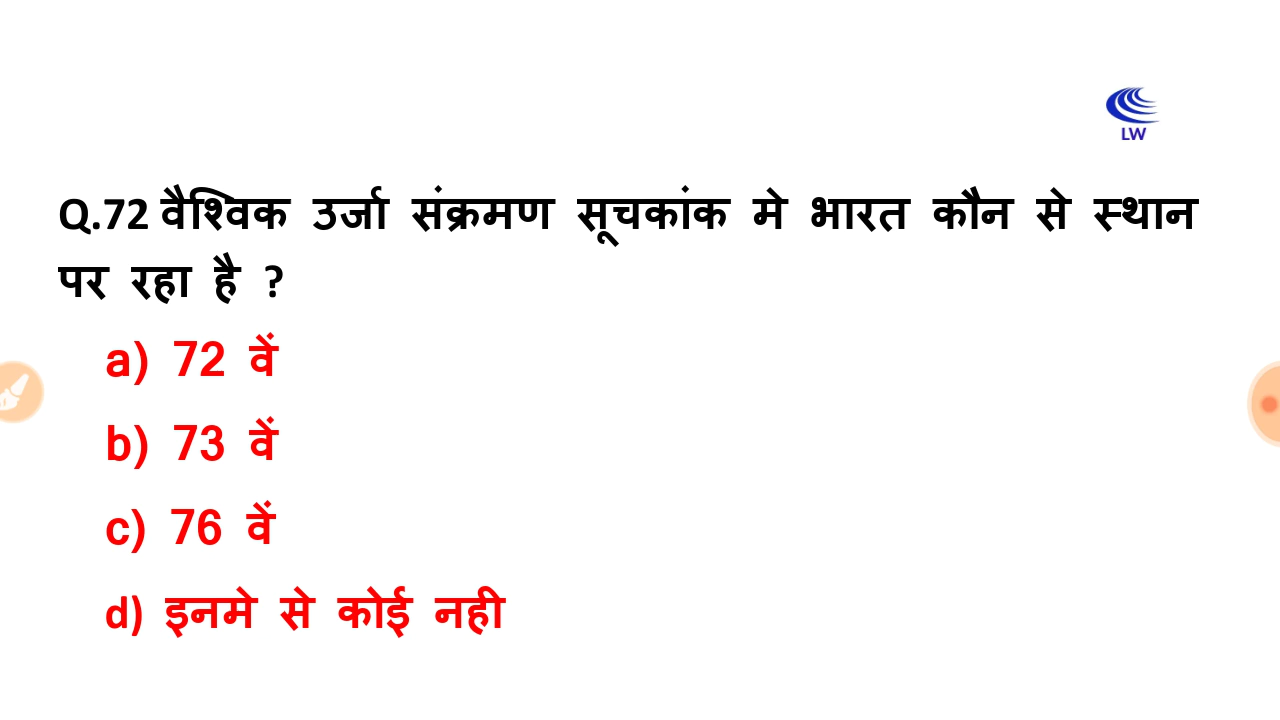 LW
Q.72 वैश्विक उर्जा संक्रमण सूचकांक मे भारत कौन से स्थान
पर रहा है ?
a) 72 वें
b) 73 वें
c) 76 वें
d) इनमे से कोई नही